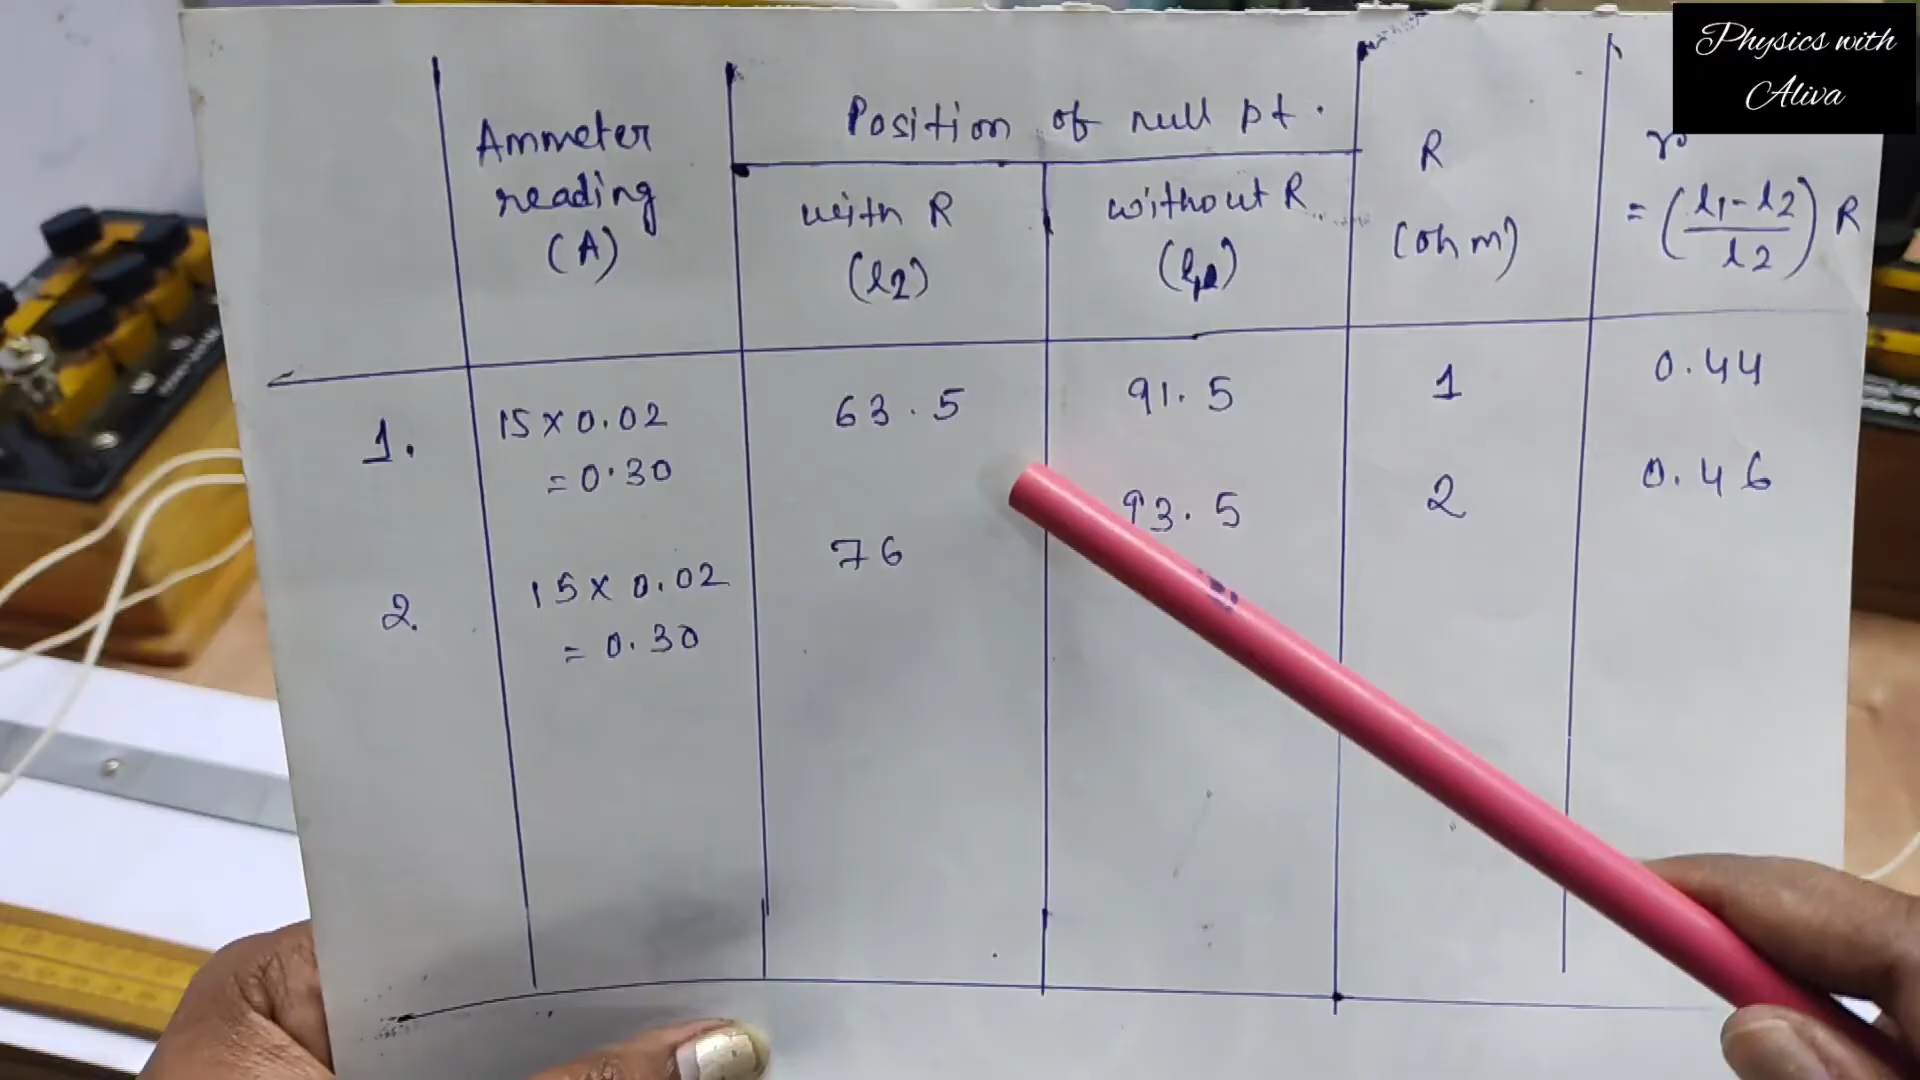 Physics with
Aliva
Ammeter
reading
(A)
Position of null pt.
with R
(l2)
without R
(l1)
R
(ohm)
r
= (l1-l2/l2) R
1.
15 x 0.02
= 0.30
63.5
91.5
1
0.44
2.
15 x 0.02
= 0.30
76
93.5
2
0.46